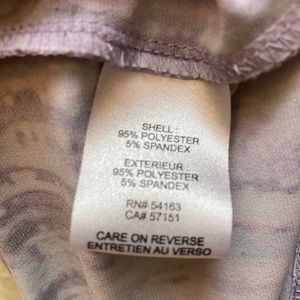 SHELL :
95% POLYESTER
5% SPANDEX
EXTERIEUR
95% POLYESTER
5% SPANDEX
RN# 54163
CA# 57151
CARE ON REVERSE
ENTRETIEN AU VERSO